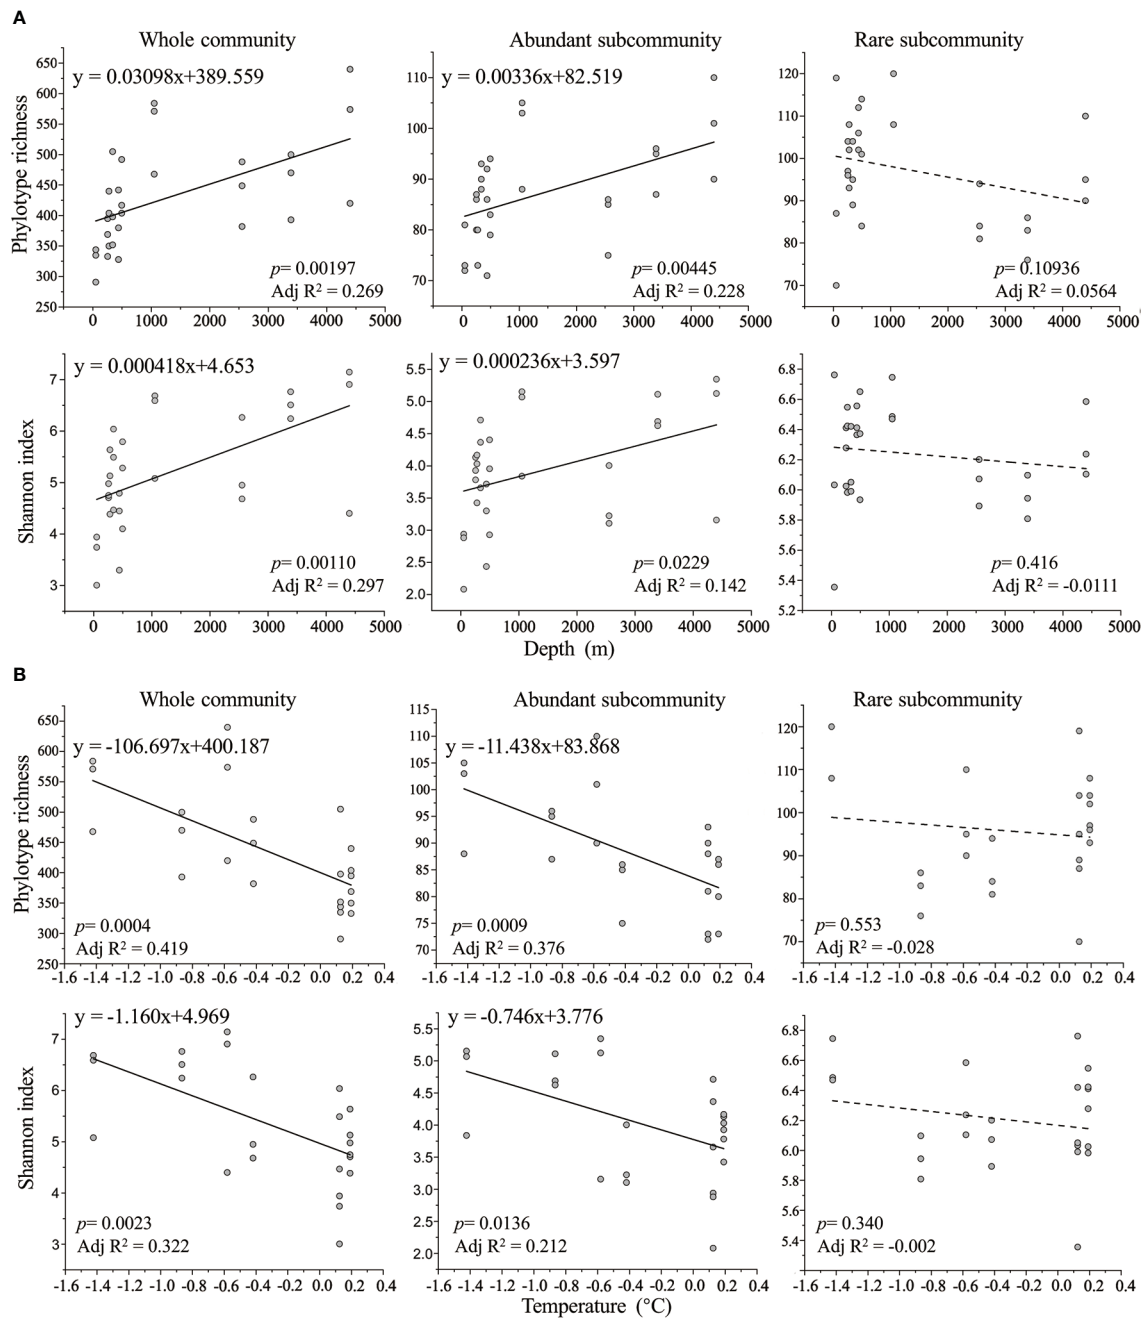 A
Whole community
Abundant subcommunity
Rare subcommunity
Phylotype richness
y = 0.03098x+389.559
p= 0.00197
Adj R² = 0.269
650
600
550
500
450
400
350
300
250
0 1000 2000 3000 4000 5000
y = 0.00336x+82.519
p= 0.00445
Adj R² = 0.228
110
100
90
80
70
0 1000 2000 3000 4000 5000
p= 0.10936
Adj R² = 0.0564
120
110
100
90
80
70
0 1000 2000 3000 4000 5000
Shannon index
y = 0.000418x+4.653
p= 0.00110
Adj R² = 0.297
7
6
5
4
3
0 1000 2000 3000 4000 5000
y = 0.000236x+3.597
p= 0.0229
Adj R² = 0.142
5.5
5.0
4.5
4.0
3.5
3.0
2.5
2.0
0 1000 2000 3000 4000 5000
p= 0.416
Adj R² = -0.0111
6.8
6.6
6.4
6.2
6.0
5.8
5.6
5.4
5.2
0 1000 2000 3000 4000 5000
Depth (m)
B
Whole community
Abundant subcommunity
Rare subcommunity
Phylotype richness
y = -106.697x+400.187
p= 0.0004
Adj R² = 0.419
650
600
550
500
450
400
350
300
250
-1.6 -1.4 -1.2 -1.0 -0.8 -0.6 -0.4 -0.2 0.0 0.2 0.4
y = -11.438x+83.868
p= 0.0009
Adj R² = 0.376
115
110
105
100
95
90
85
80
75
70
-1.6 -1.4 -1.2 -1.0 -0.8 -0.6 -0.4 -0.2 0.0 0.2 0.4
p= 0.553
Adj R² = -0.028
120
110
100
90
80
70
-1.6 -1.4 -1.2 -1.0 -0.8 -0.6 -0.4 -0.2 0.0 0.2 0.4
Shannon index
y = -1.160x+4.969
p= 0.0023
Adj R² = 0.322
7
6
5
4
3
-1.6 -1.4 -1.2 -1.0 -0.8 -0.6 -0.4 -0.2 0.0 0.2 0.4
y = -0.746x+3.776
p= 0.0136
Adj R² = 0.212
5.5
5.0
4.5
4.0
3.5
3.0
2.5
2.0
-1.6 -1.4 -1.2 -1.0 -0.8 -0.6 -0.4 -0.2 0.0 0.2 0.4
p= 0.340
Adj R² = -0.002
6.8
6.6
6.4
6.2
6.0
5.8
5.6
5.4
-1.6 -1.4 -1.2 -1.0 -0.8 -0.6 -0.4 -0.2 0.0 0.2 0.4
Temperature (°C)